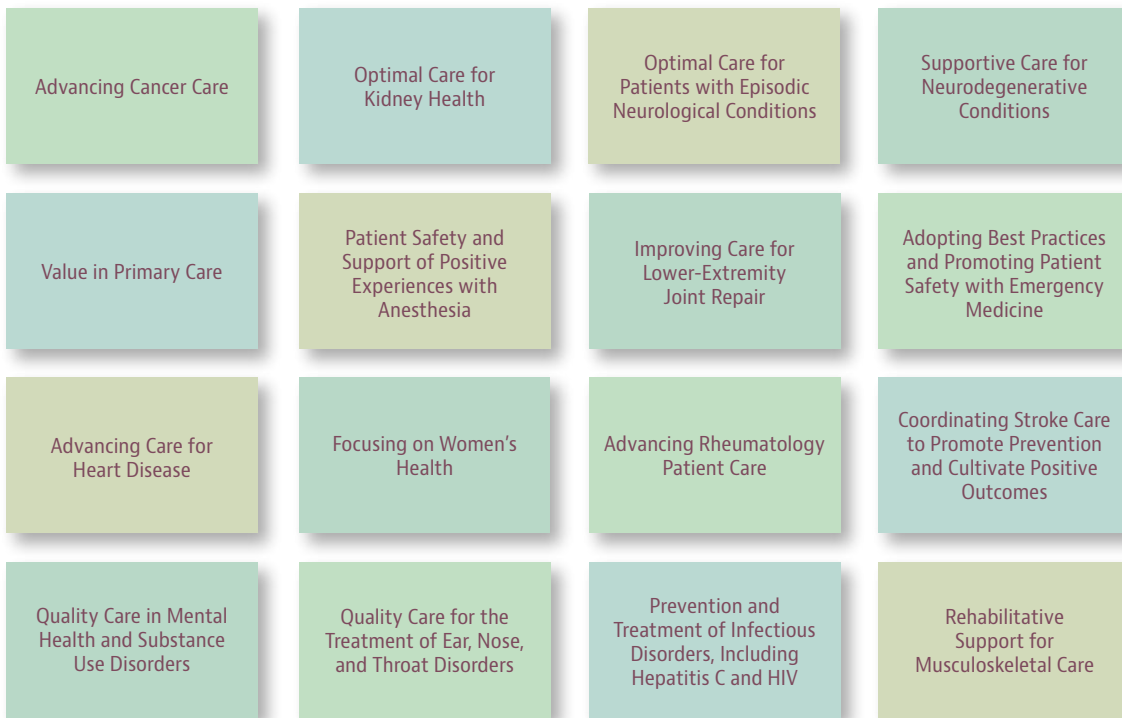 Advancing Cancer Care
Optimal Care for
Kidney Health
Optimal Care for
Patients with Episodic
Neurological Conditions
Supportive Care for
Neurodegenerative
Conditions
Value in Primary Care
Patient Safety and
Support of Positive
Experiences with
Anesthesia
Improving Care for
Lower-Extremity
Joint Repair
Adopting Best Practices
and Promoting Patient
Safety with Emergency
Medicine
Advancing Care for
Heart Disease
Focusing on Women’s
Health
Advancing Rheumatology
Patient Care
Coordinating Stroke Care
to Promote Prevention
and Cultivate Positive
Outcomes
Quality Care in Mental
Health and Substance
Use Disorders
Quality Care for the
Treatment of Ear, Nose,
and Throat Disorders
Prevention and
Treatment of Infectious
Disorders, Including
Hepatitis C and HIV
Rehabilitative
Support for
Musculoskeletal Care